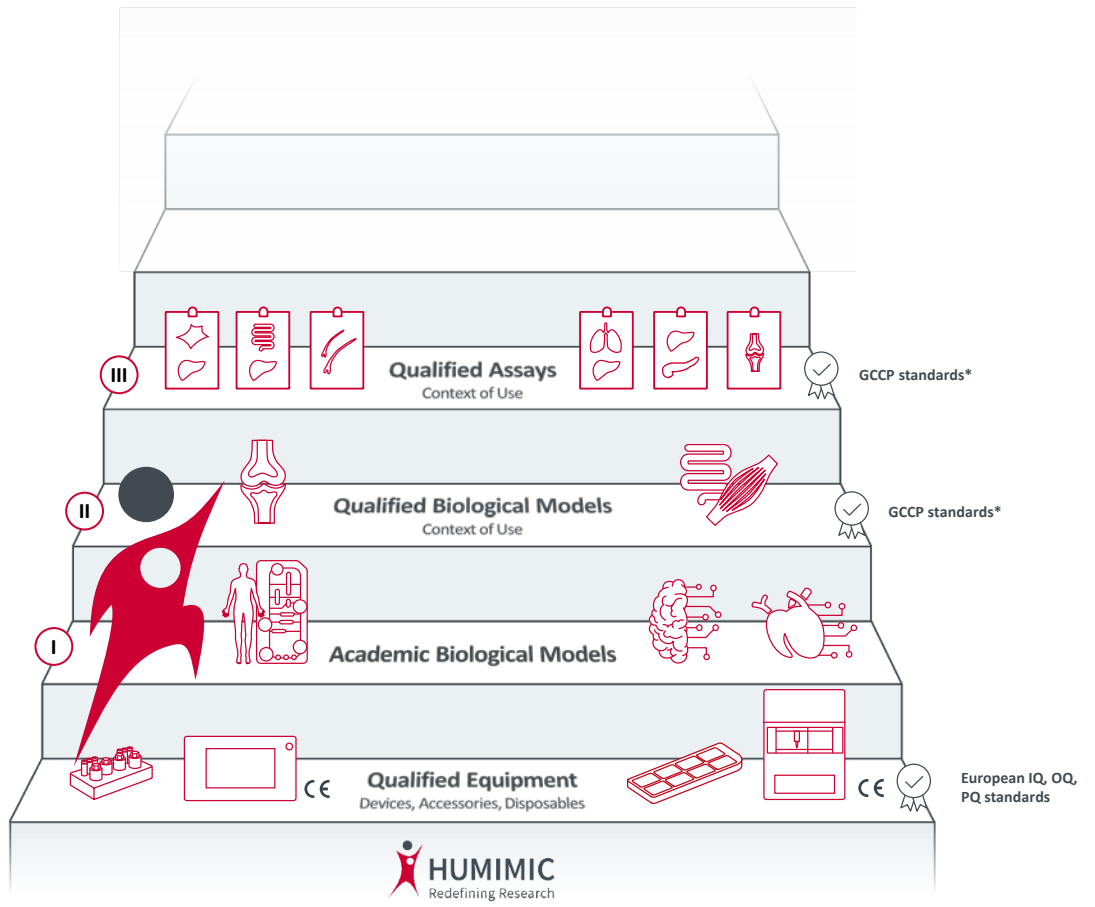 III
Qualified Assays
Context of Use
GCCP standards*
II
Qualified Biological Models
Context of Use
GCCP standards*
I
Academic Biological Models
CE
Qualified Equipment
Devices, Accessories, Disposables
CE
European IQ, OQ,
PQ standards
HUMIMIC
Redefining Research